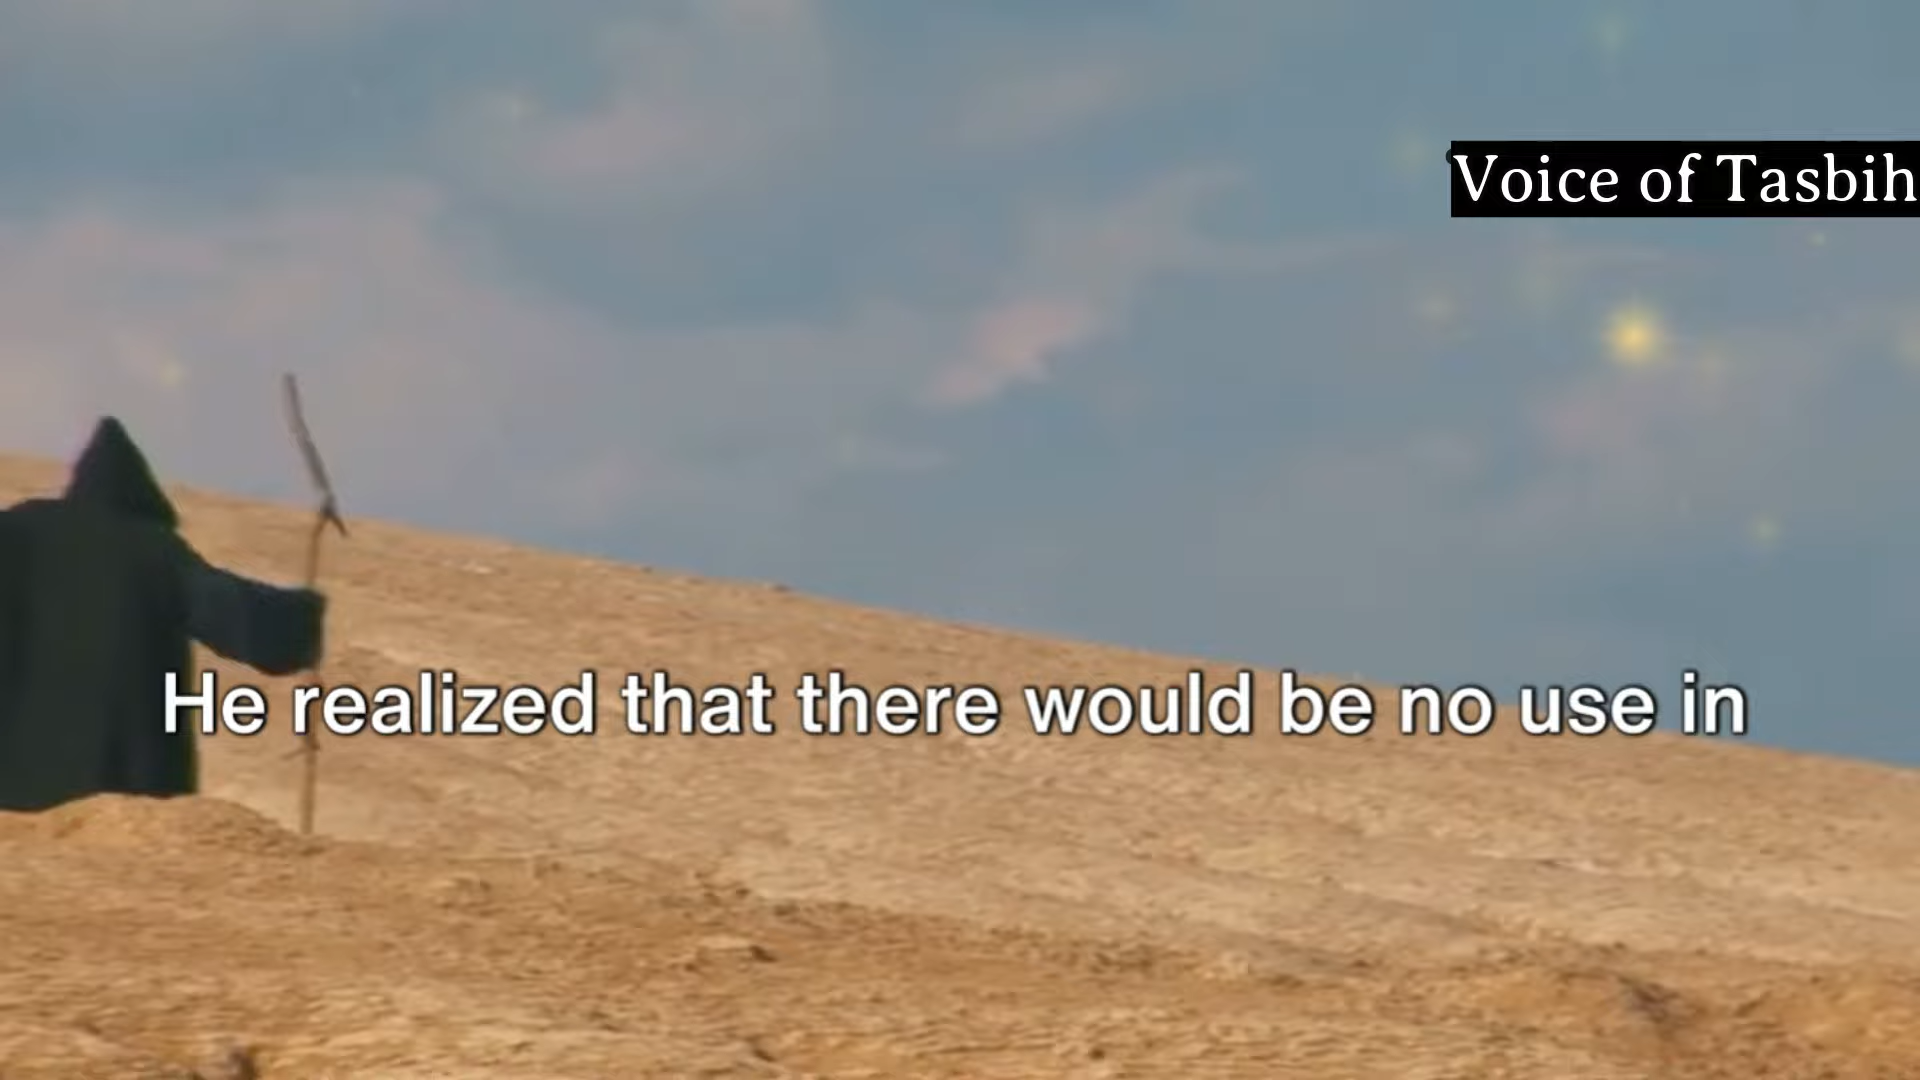 Voice of Tasbih
He realized that there would be no use in